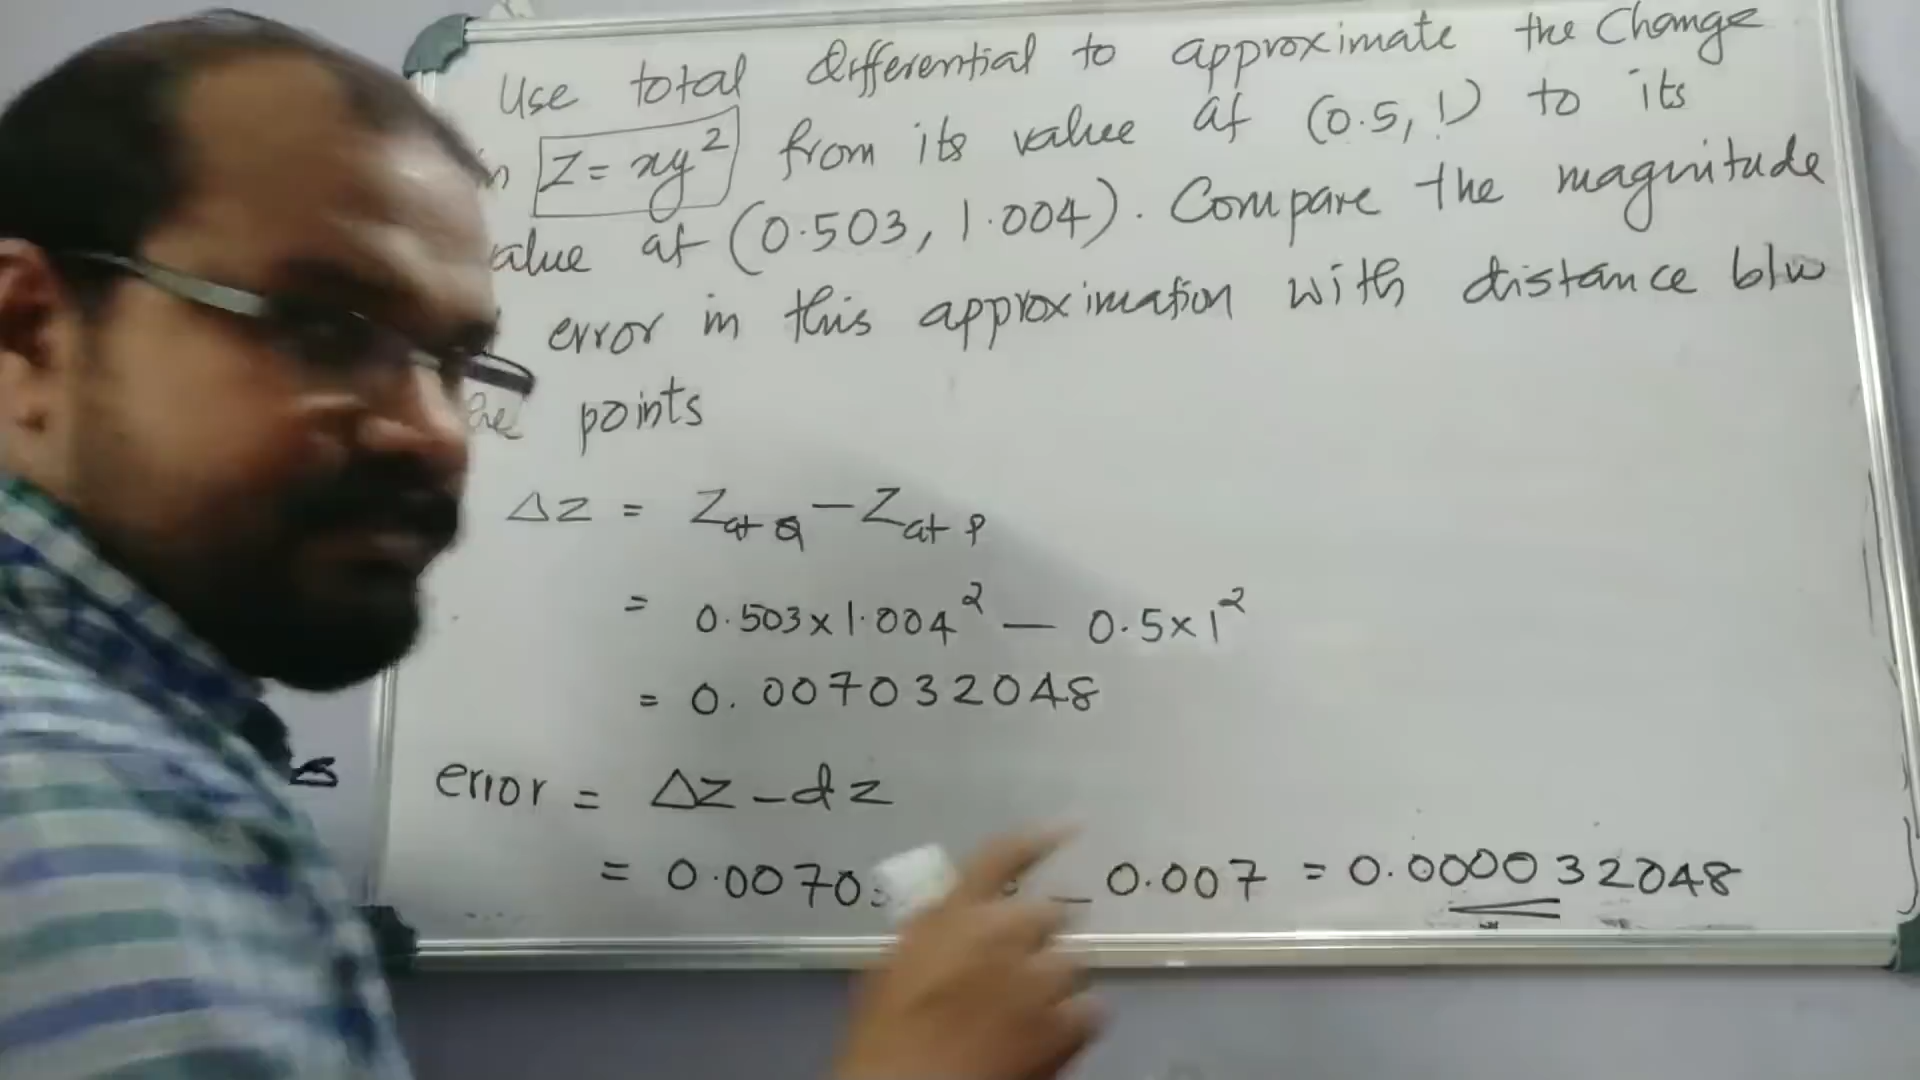 Use total differential to approximate the Change
Z = xy² from its value at (0.5, 1) to its
value at (0.503, 1.004). Compare the magnitude
error in this approximation with distance b/w
points
ΔZ = Z at Q − Z at P
= 0.503 × 1.004² − 0.5 × 1²
= 0.007032048
error = ΔZ − dz
= 0.0070 − 0.007 = 0.000032048